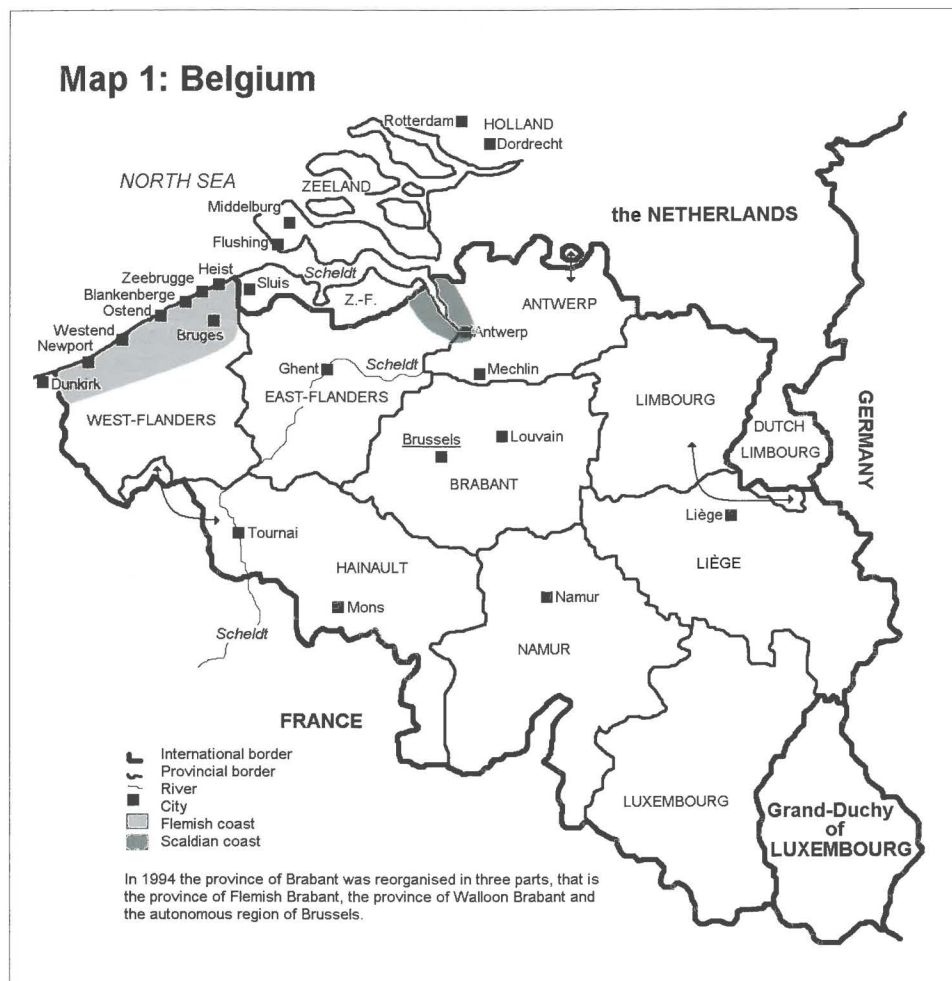 Map 1: Belgium
Rotterdam
HOLLAND
Dordrecht
NORTH SEA
ZEELAND
Middelburg
the NETHERLANDS
Flushing
Scheldt
Heist
Sluis
Zeebrugge
Z.-F.
Blankenberge
ANTWERP
Ostend
Antwerp
Westend
Bruges
Newport
Dunkirk
Ghent
Scheldt
Mechlin
EAST-FLANDERS
LIMBOURG
WEST-FLANDERS
GERMANY
DUTCH
LIMBOURG
Brussels
Louvain
BRABANT
Liège
Tournai
HAINAULT
LIÈGE
Mons
Namur
Scheldt
NAMUR
FRANCE
LUXEMBOURG
Grand-Duchy
of
LUXEMBOURG
International border
Provincial border
River
City
Flemish coast
Scaldian coast
In 1994 the province of Brabant was reorganised in three parts, that is
the province of Flemish Brabant, the province of Walloon Brabant and
the autonomous region of Brussels.